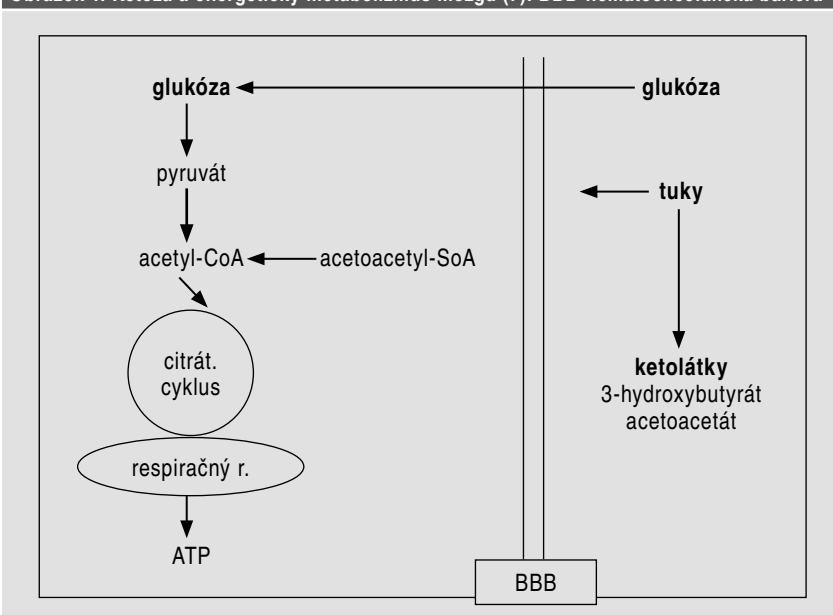 glukóza
glukóza
pyruvát
tuky
acetyl-CoA
acetoacetyl-SoA
citrát.
cyklus
ketolátky
3-hydroxybutyrát
acetoacetát
respiračný r.
ATP
BBB